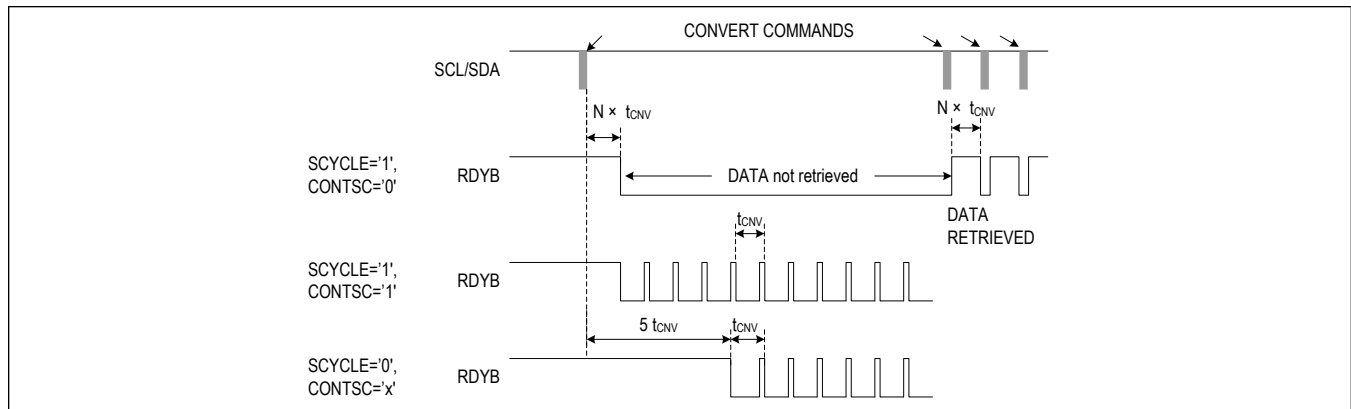 CONVERT COMMANDS
SCL/SDA
N × tCNV
N × tCNV
SCYCLE='1',
CONTSC='0'
RDYB
DATA not retrieved
DATA
RETRIEVED
tCNV
SCYCLE='1',
CONTSC='1'
RDYB
5 tCNV
tCNV
SCYCLE='0',
CONTSC='x'
RDYB